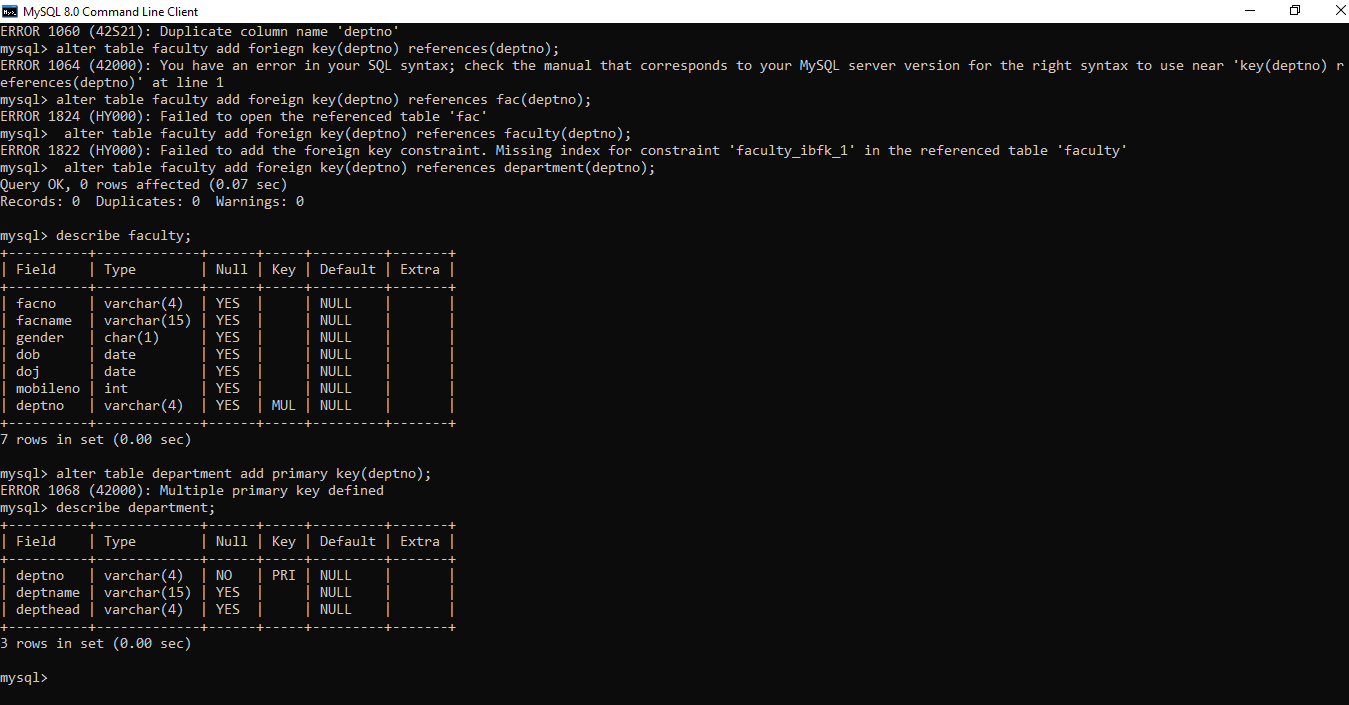 MySQL 8.0 Command Line Client
ERROR 1060 (42S21): Duplicate column name 'deptno'
mysql> alter table faculty add foriegn key(deptno) references(deptno);
ERROR 1064 (42000): You have an error in your SQL syntax; check the manual that corresponds to your MySQL server version for the right syntax to use near 'key(deptno) r
eferences(deptno)' at line 1
mysql> alter table faculty add foreign key(deptno) references fac(deptno);
ERROR 1824 (HY000): Failed to open the referenced table 'fac'
mysql>  alter table faculty add foreign key(deptno) references faculty(deptno);
ERROR 1822 (HY000): Failed to add the foreign key constraint. Missing index for constraint 'faculty_ibfk_1' in the referenced table 'faculty'
mysql>  alter table faculty add foreign key(deptno) references department(deptno);
Query OK, 0 rows affected (0.07 sec)
Records: 0  Duplicates: 0  Warnings: 0

mysql> describe faculty;
+----------+-------------+------+-----+---------+-------+
| Field    | Type        | Null | Key | Default | Extra |
+----------+-------------+------+-----+---------+-------+
| facno    | varchar(4)  | YES  |     | NULL    |       |
| facname  | varchar(15) | YES  |     | NULL    |       |
| gender   | char(1)     | YES  |     | NULL    |       |
| dob      | date        | YES  |     | NULL    |       |
| doj      | date        | YES  |     | NULL    |       |
| mobileno | int         | YES  |     | NULL    |       |
| deptno   | varchar(4)  | YES  | MUL | NULL    |       |
+----------+-------------+------+-----+---------+-------+
7 rows in set (0.00 sec)

mysql> alter table department add primary key(deptno);
ERROR 1068 (42000): Multiple primary key defined
mysql> describe department;
+----------+-------------+------+-----+---------+-------+
| Field    | Type        | Null | Key | Default | Extra |
+----------+-------------+------+-----+---------+-------+
| deptno   | varchar(4)  | NO   | PRI | NULL    |       |
| deptname | varchar(15) | YES  |     | NULL    |       |
| depthead | varchar(4)  | YES  |     | NULL    |       |
+----------+-------------+------+-----+---------+-------+
3 rows in set (0.00 sec)

mysql>